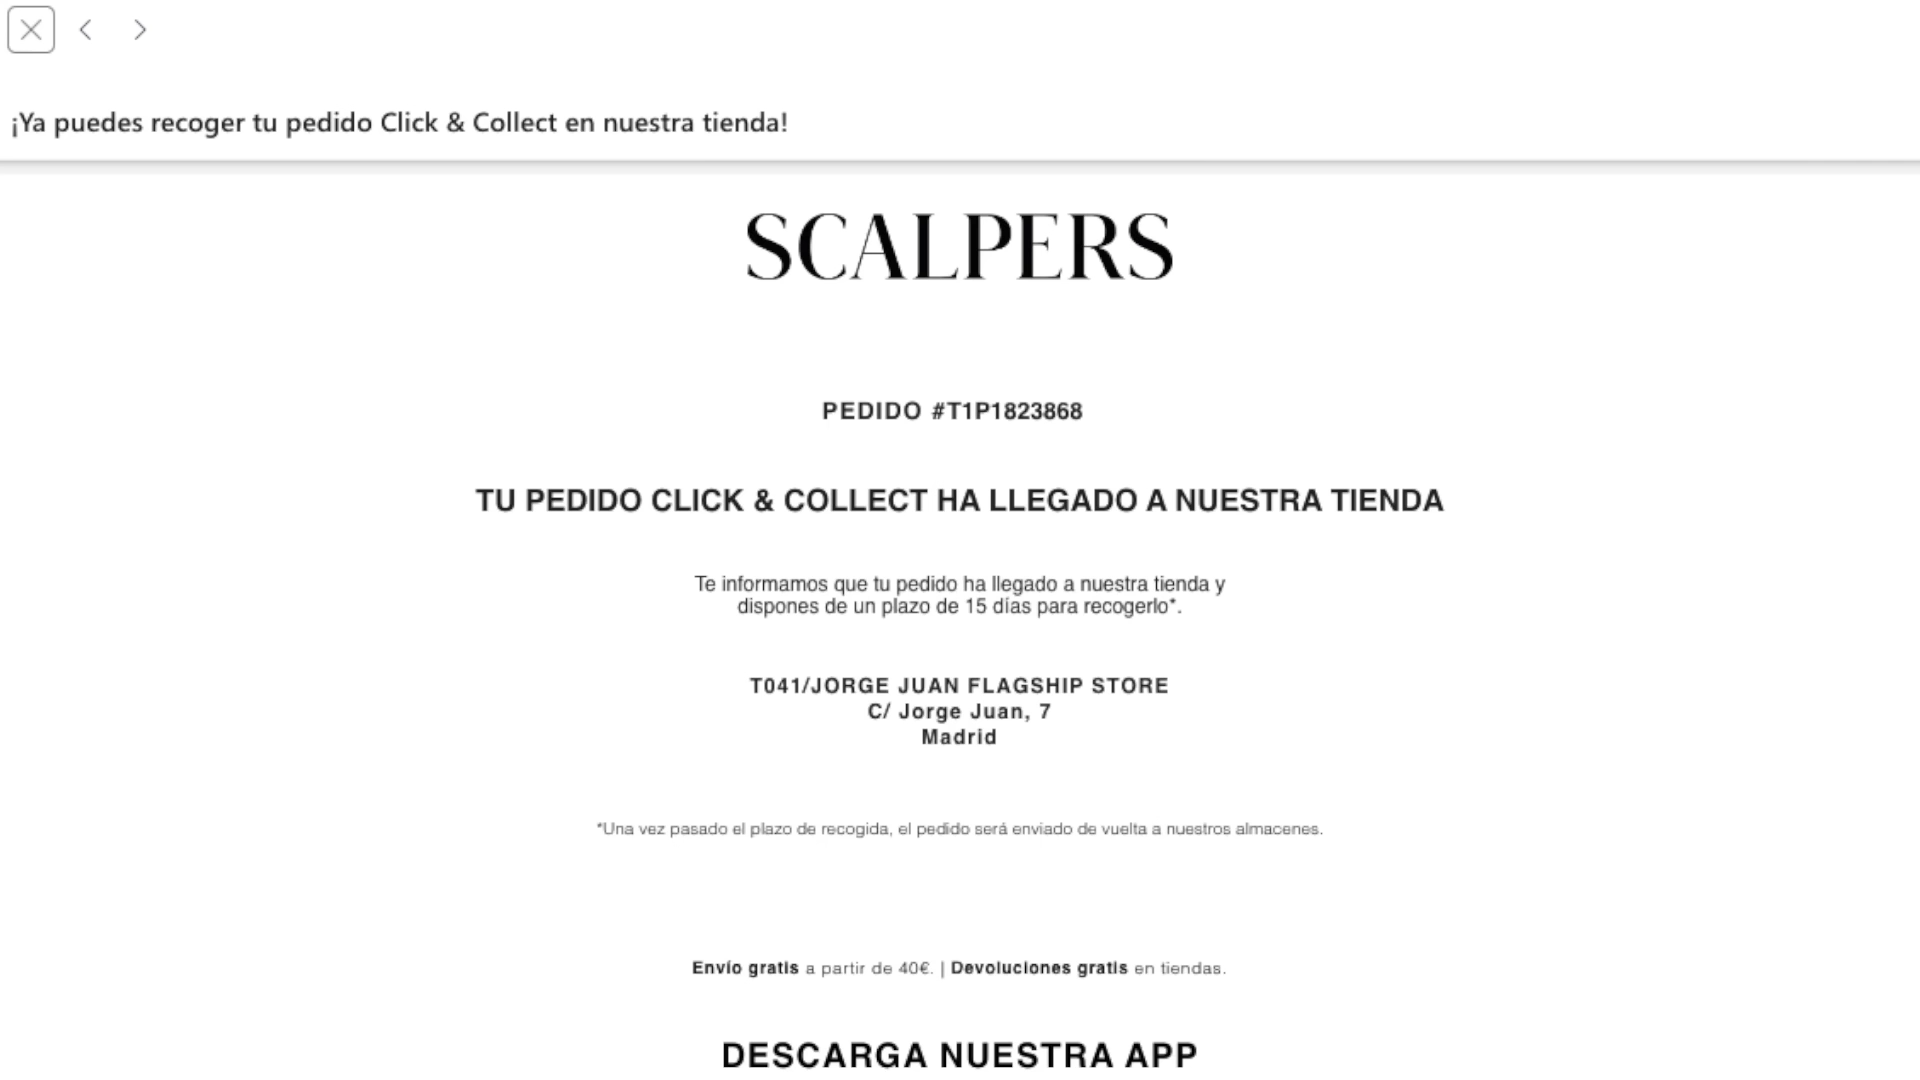 ¡Ya puedes recoger tu pedido Click & Collect en nuestra tienda!
SCALPERS
PEDIDO #T1P1823868
TU PEDIDO CLICK & COLLECT HA LLEGADO A NUESTRA TIENDA
Te informamos que tu pedido ha llegado a nuestra tienda y
dispones de un plazo de 15 días para recogerlo*.
T041/JORGE JUAN FLAGSHIP STORE
C/ Jorge Juan, 7
Madrid
*Una vez pasado el plazo de recogida, el pedido será enviado de vuelta a nuestros almacenes.
Envío gratis a partir de 40€. | Devoluciones gratis en tiendas.
DESCARGA NUESTRA APP